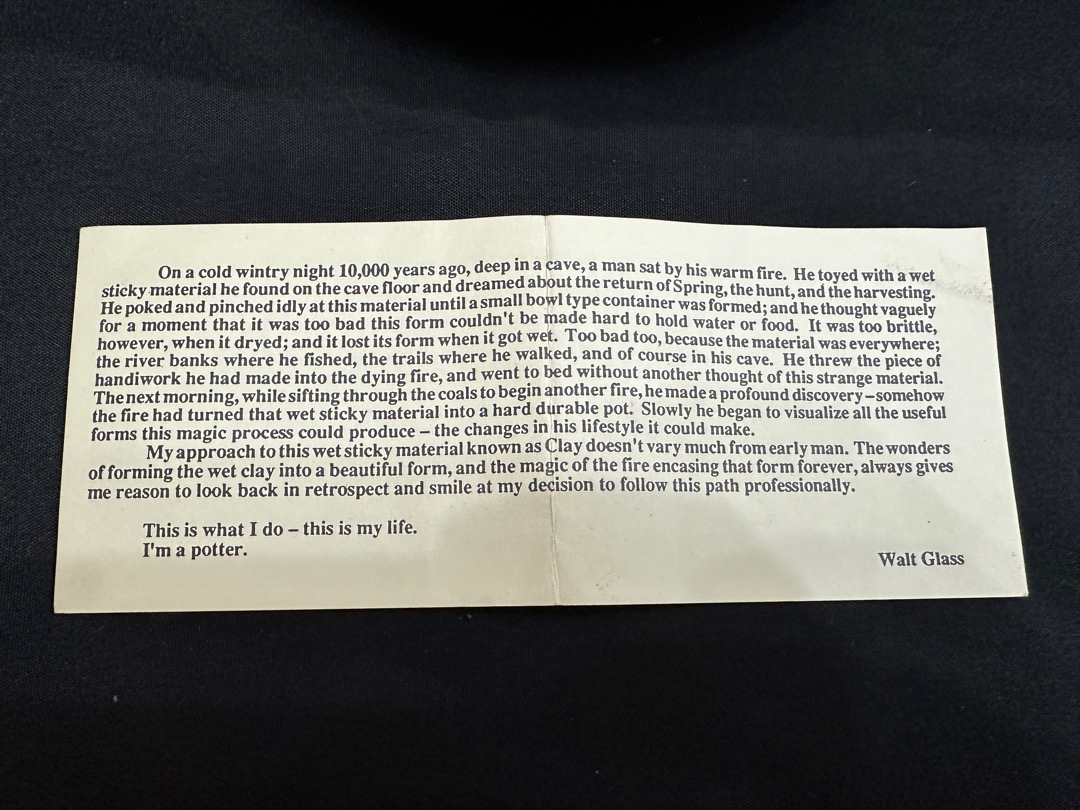 On a cold wintry night 10,000 years ago, deep in a cave, a man sat by his warm fire. He toyed with a wet
sticky material he found on the cave floor and dreamed about the return of Spring, the hunt, and the harvesting.
He poked and pinched idly at this material until a small bowl type container was formed; and he thought vaguely
for a moment that it was too bad this form couldn't be made hard to hold water or food. It was too brittle,
however, when it dryed; and it lost its form when it got wet. Too bad too, because the material was everywhere;
the river banks where he fished, the trails where he walked, and of course in his cave. He threw the piece of
handiwork he had made into the dying fire, and went to bed without another thought of this strange material.
The next morning, while sifting through the coals to begin another fire, he made a profound discovery – somehow
the fire had turned that wet sticky material into a hard durable pot. Slowly he began to visualize all the useful
forms this magic process could produce – the changes in his lifestyle it could make.
My approach to this wet sticky material known as Clay doesn't vary much from early man. The wonders
of forming the wet clay into a beautiful form, and the magic of the fire encasing that form forever, always gives
me reason to look back in retrospect and smile at my decision to follow this path professionally.
This is what I do – this is my life.
I'm a potter.
Walt Glass